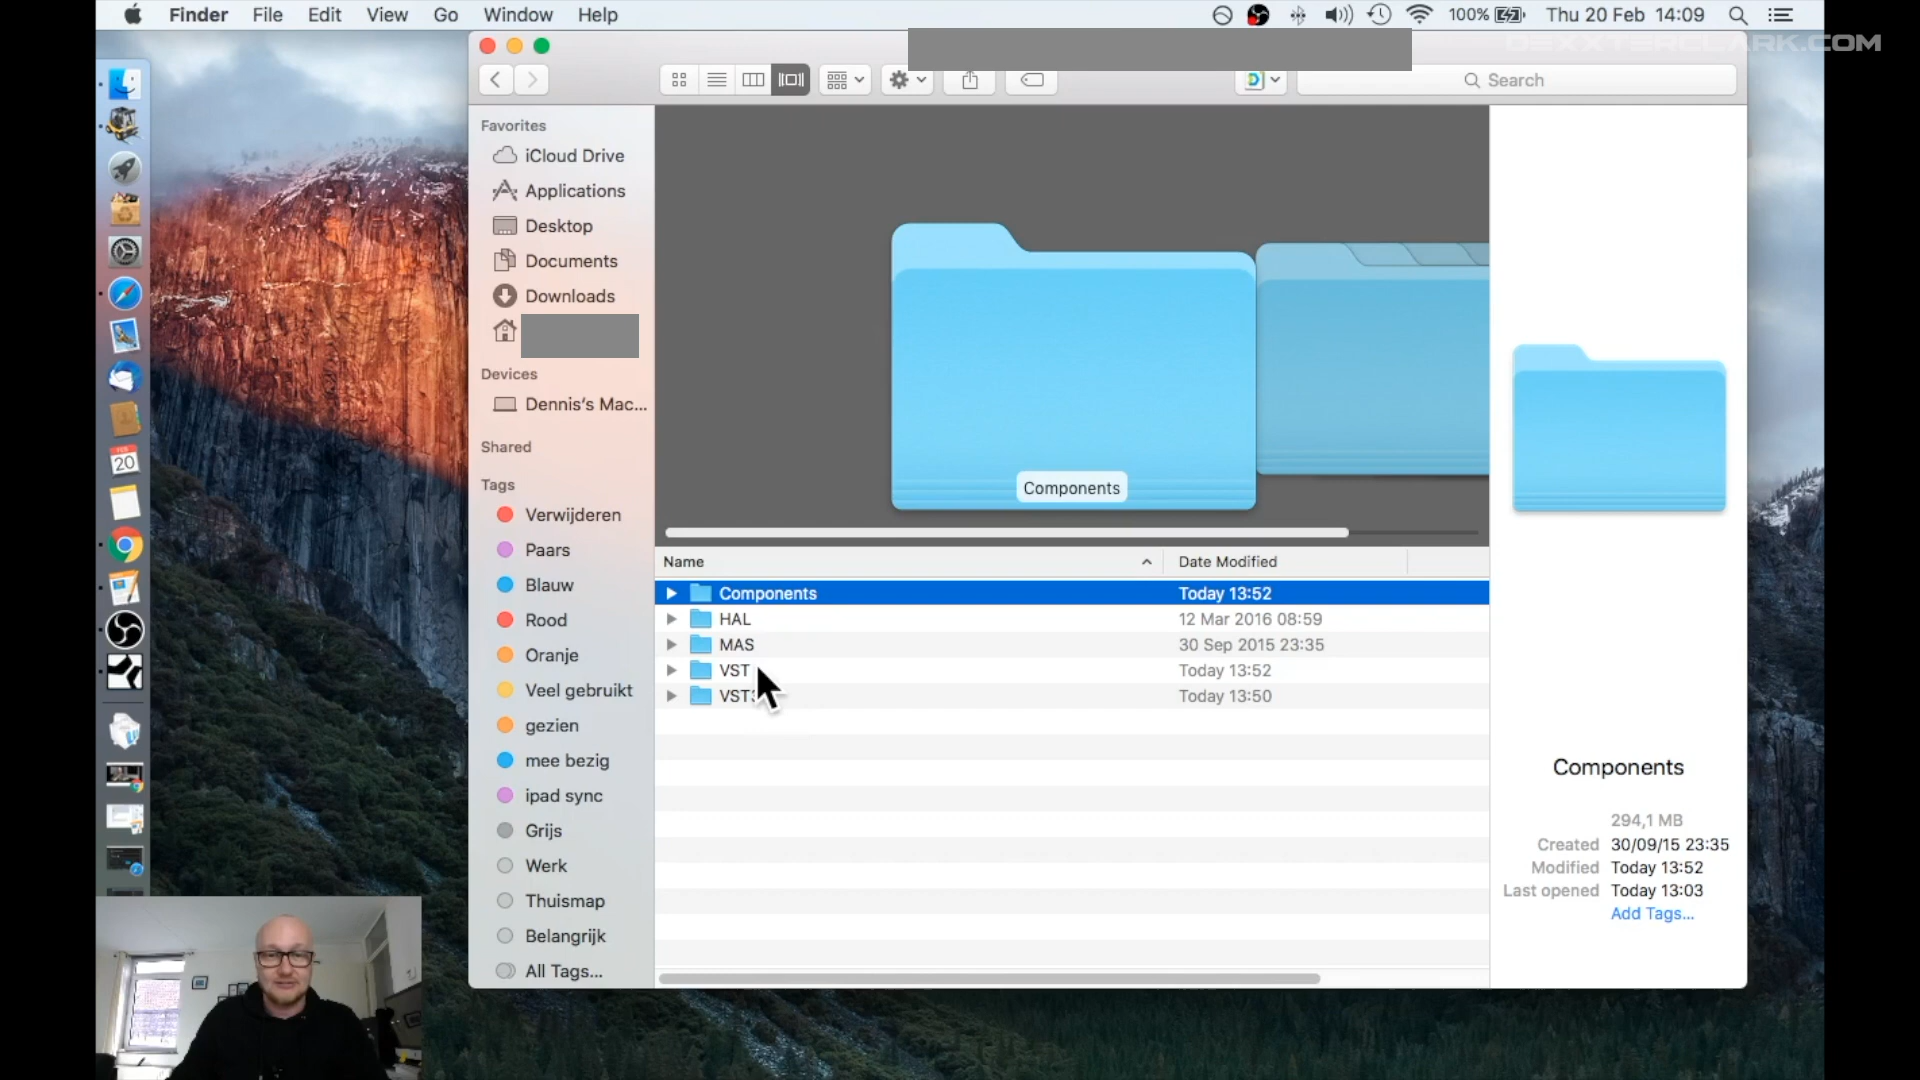 Finder File Edit View Go Window Help
100% Thu 20 Feb 14:09
DEXXTERCLARK.COM
Search
Favorites
iCloud Drive
Applications
Desktop
Documents
Downloads
Devices
Dennis's Mac...
Shared
Tags
Verwijderen
Paars
Blauw
Rood
Oranje
Veel gebruikt
gezien
mee bezig
ipad sync
Grijs
Werk
Thuismap
Belangrijk
All Tags...
Components
Name Date Modified
Components Today 13:52
HAL 12 Mar 2016 08:59
MAS 30 Sep 2015 23:35
VST Today 13:52
VST3 Today 13:50
FEB
20
Components
294,1 MB
Created 30/09/15 23:35
Modified Today 13:52
Last opened Today 13:03
Add Tags...